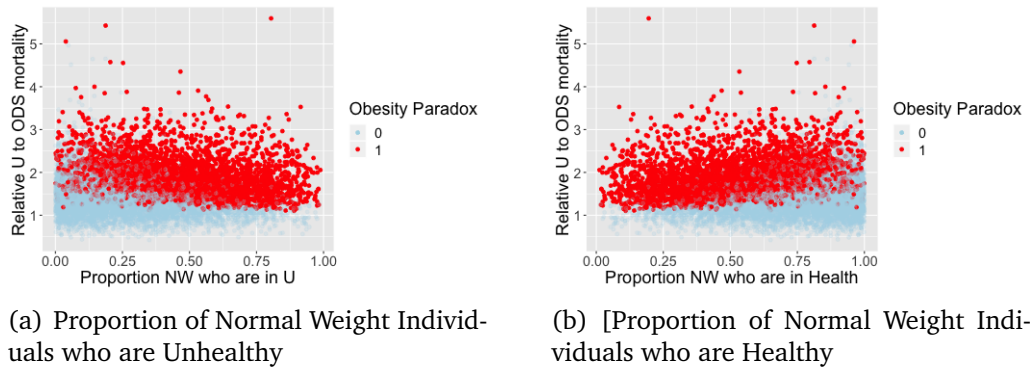 Relative U to ODS mortality
5
4
3
2
1
0.00 0.25 0.50 0.75 1.00
Proportion NW who are in U
Obesity Paradox
0
1
Relative U to ODS mortality
5
4
3
2
1
0.00 0.25 0.50 0.75 1.00
Proportion NW who are in Health
Obesity Paradox
0
1
(a) Proportion of Normal Weight Individ-
uals who are Unhealthy
(b) [Proportion of Normal Weight Indi-
viduals who are Healthy